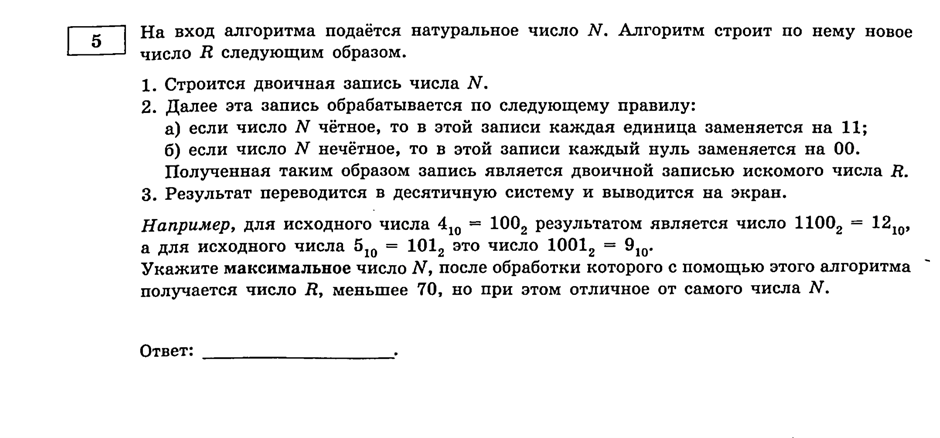 5
На вход алгоритма подаётся натуральное число N. Алгоритм строит по нему новое
число R следующим образом.
1. Строится двоичная запись числа N.
2. Далее эта запись обрабатывается по следующему правилу:
а) если число N чётное, то в этой записи каждая единица заменяется на 11;
б) если число N нечётное, то в этой записи каждый нуль заменяется на 00.
Полученная таким образом запись является двоичной записью искомого числа R.
3. Результат переводится в десятичную систему и выводится на экран.
Например, для исходного числа 4₁₀ = 100₂ результатом является число 1100₂ = 12₁₀,
а для исходного числа 5₁₀ = 101₂ это число 1001₂ = 9₁₀.
Укажите максимальное число N, после обработки которого с помощью этого алгоритма
получается число R, меньшее 70, но при этом отличное от самого числа N.
Ответ: ____________________.